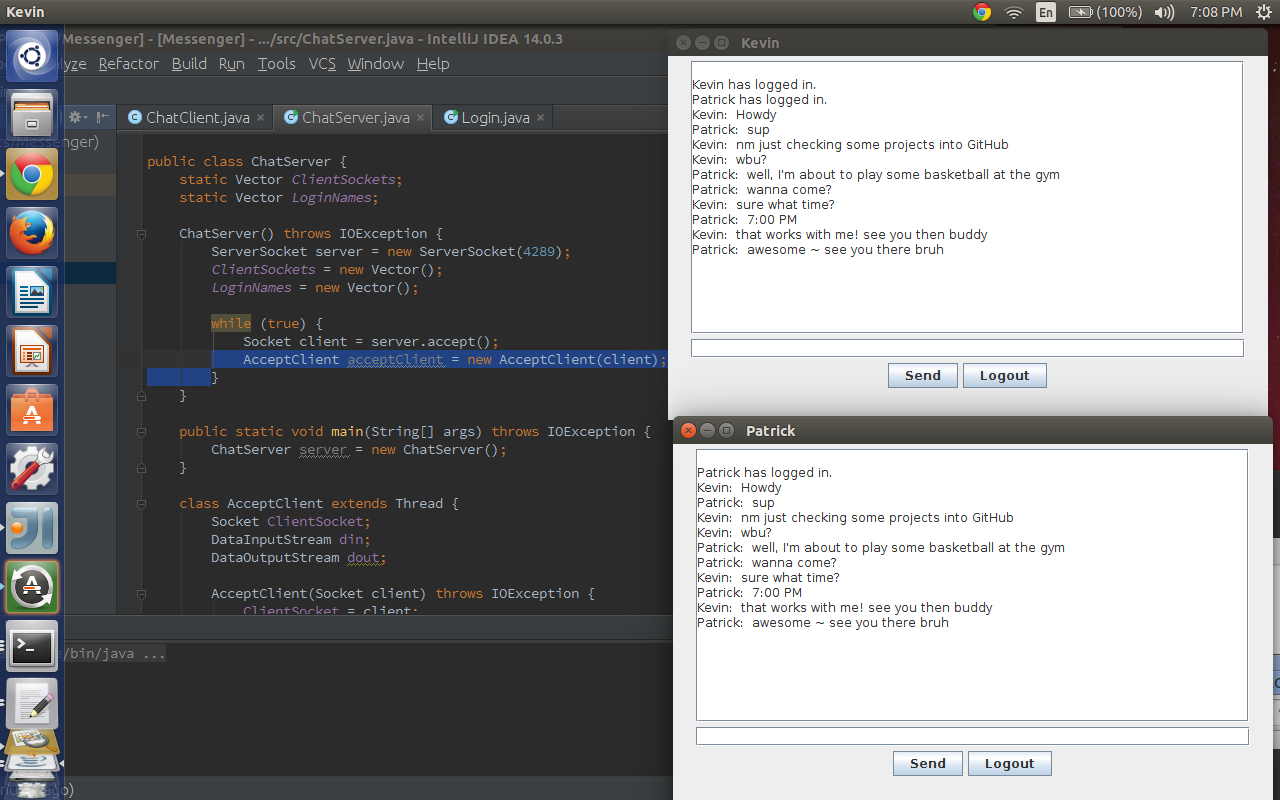 Kevin
En
(100%)
7:08 PM
Messenger] - [Messenger] - .../src/ChatServer.java - IntelliJ IDEA 14.0.3
Refactor Build Run Tools VCS Window Help
ChatClient.java
ChatServer.java
Login.java
public class ChatServer {
static Vector ClientSockets;
static Vector LoginNames;
ChatServer() throws IOException {
ServerSocket server = new ServerSocket(4289);
ClientSockets = new Vector();
LoginNames = new Vector();
while (true) {
Socket client = server.accept();
AcceptClient acceptClient = new AcceptClient(client);
}
}
public static void main(String[] args) throws IOException {
ChatServer server = new ChatServer();
}
class AcceptClient extends Thread {
Socket ClientSocket;
DataInputStream din;
DataOutputStream dout;
AcceptClient(Socket client) throws IOException {
ClientSocket = client;
/bin/java ...
Kevin
Kevin has logged in.
Patrick has logged in.
Kevin: Howdy
Patrick: sup
Kevin: nm just checking some projects into GitHub
Kevin: wbu?
Patrick: well, I'm about to play some basketball at the gym
Patrick: wanna come?
Kevin: sure what time?
Patrick: 7:00 PM
Kevin: that works with me! see you then buddy
Patrick: awesome ~ see you there bruh
Send Logout
Patrick
Patrick has logged in.
Kevin: Howdy
Patrick: sup
Kevin: nm just checking some projects into GitHub
Kevin: wbu?
Patrick: well, I'm about to play some basketball at the gym
Patrick: wanna come?
Kevin: sure what time?
Patrick: 7:00 PM
Kevin: that works with me! see you then buddy
Patrick: awesome ~ see you there bruh
Send Logout